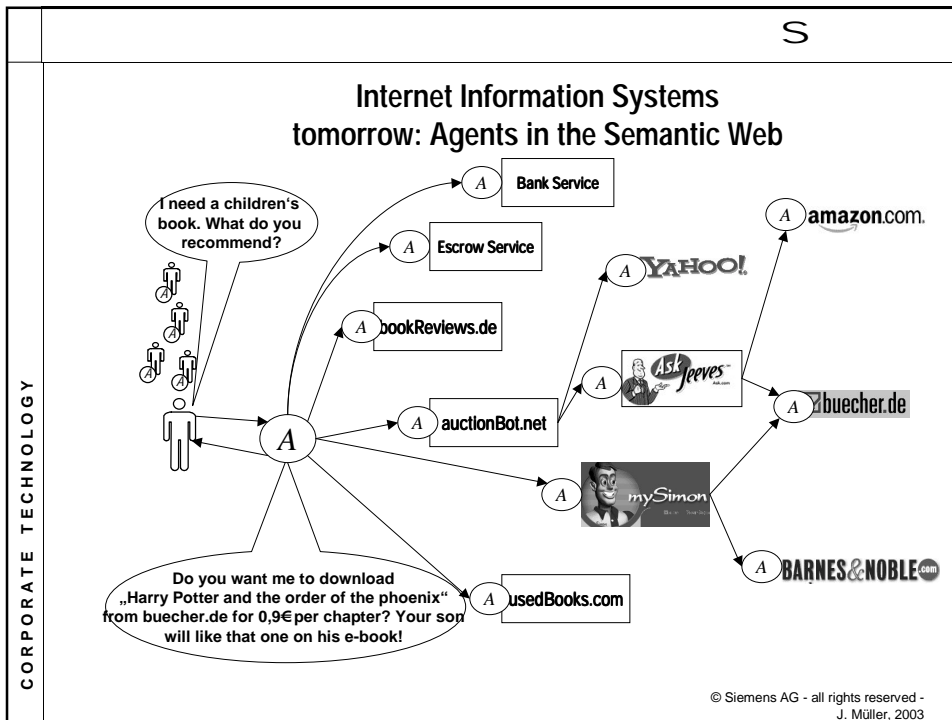 S
CORPORATE TECHNOLOGY
Internet Information Systems
tomorrow: Agents in the Semantic Web
I need a children‘s
book. What do you
recommend?
A
A
A
A
A
A Bank Service
A Escrow Service
A bookReviews.de
A auctionBot.net
A YAHOO!
A Ask Jeeves
Ask.com
A amazon.com.
A buecher.de
A mySimon
A BARNES&NOBLE.com
A usedBooks.com
Do you want me to download
„Harry Potter and the order of the phoenix“
from buecher.de for 0,9€ per chapter? Your son
will like that one on his e-book!
© Siemens AG - all rights reserved -
J. Müller, 2003